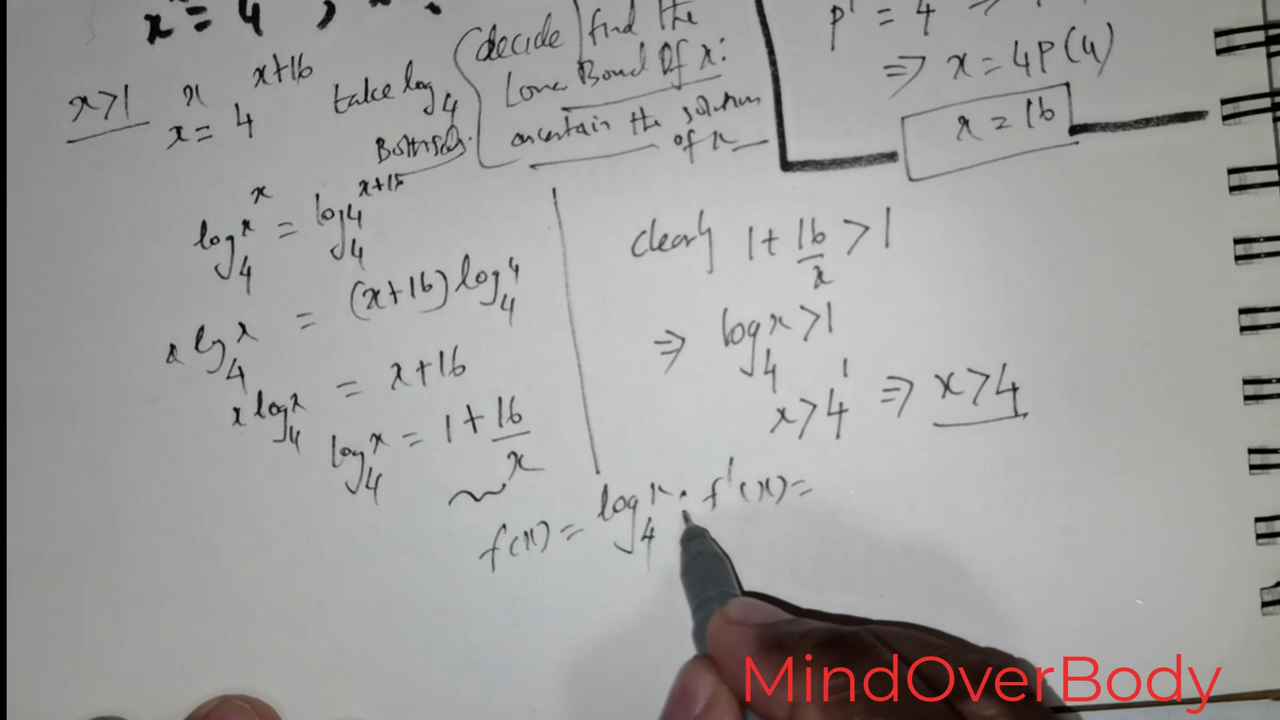 x = 4
x>1
x^x = 4^(x+16)
take log_4
Both sides.
decide / find the
Lower Bound Of x:
the solution
of x
= 4
⇒ x = 4P(4)
x = 16
log_4 x^x = log_4 4^(x+16)
x log_4 x = (x+16) log_4 4
x log_4 x = x+16
log_4 x = 1 + 16/x
clearly 1 + 16/x > 1
⇒ log_4 x > 1
x > 4^1 ⇒ x > 4
f(x) = log_4 x . f'(x) =
MindOverBody